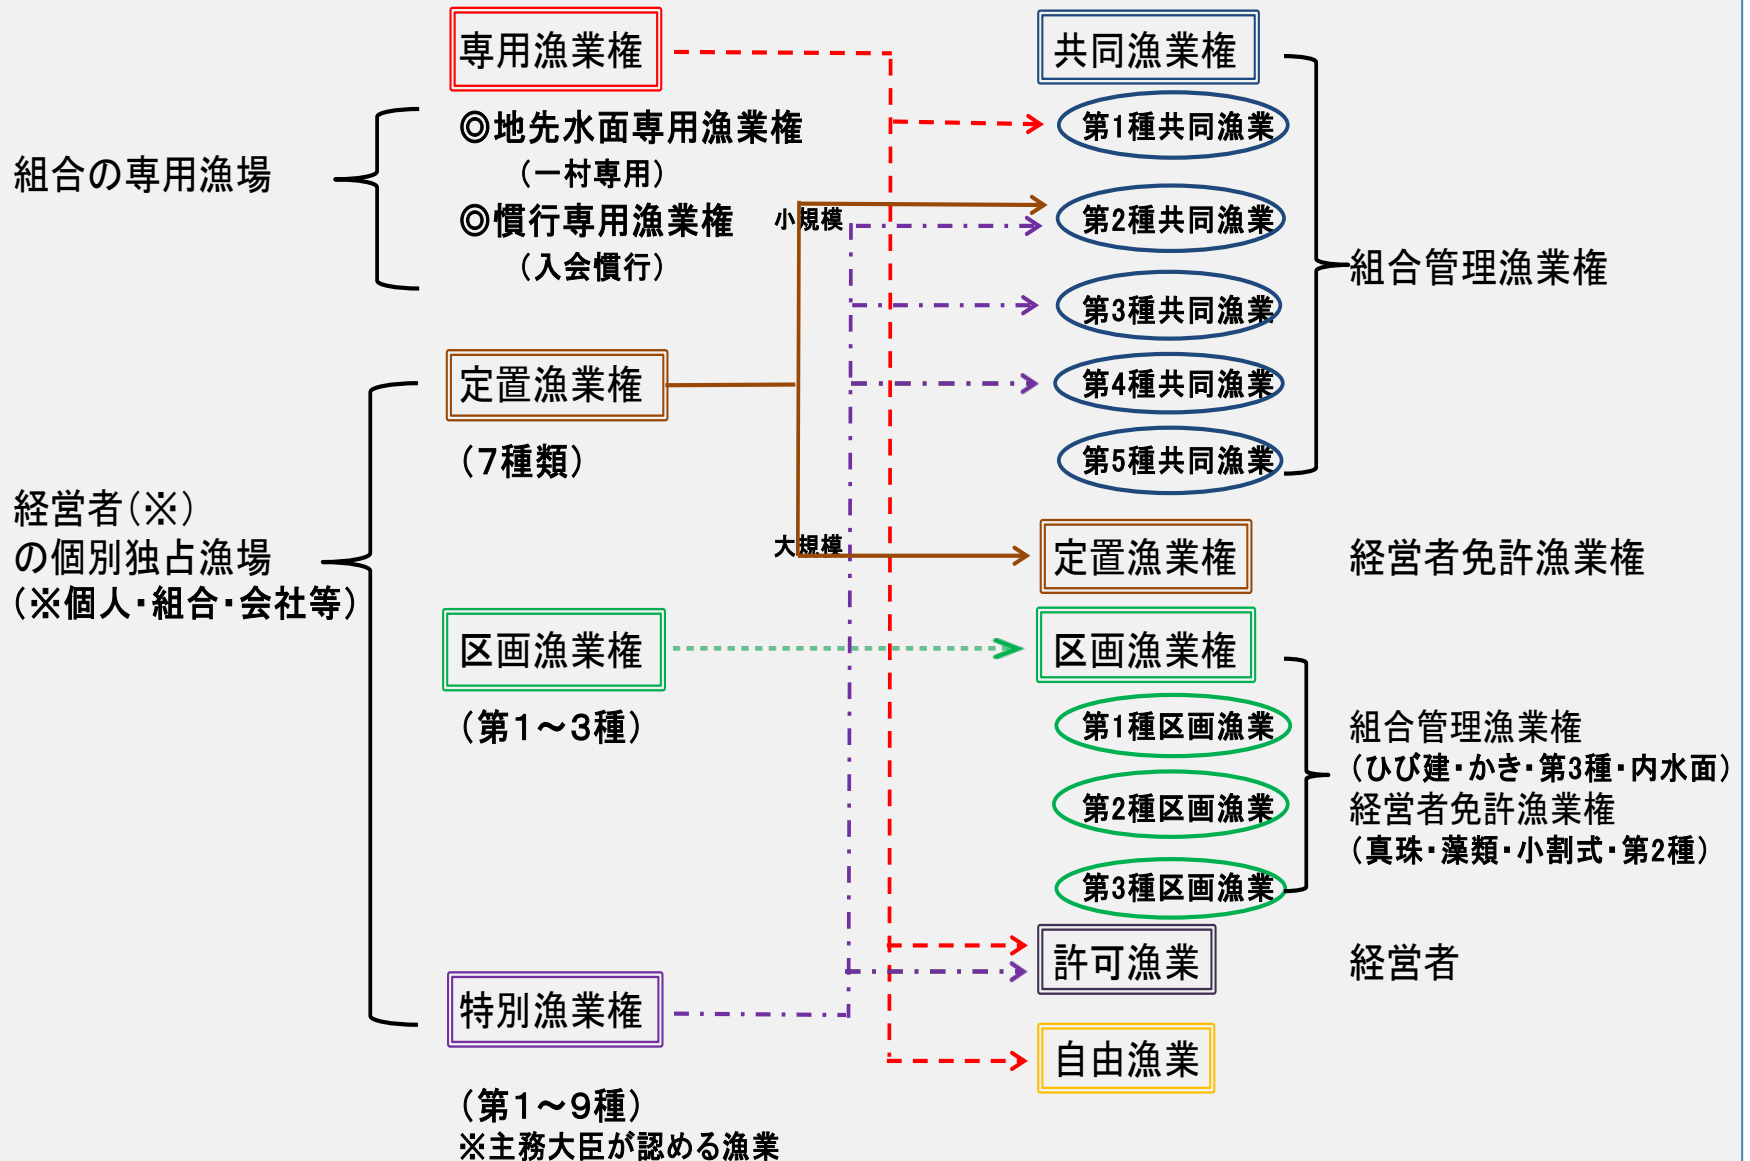 専用漁業権
◎地先水面専用漁業権
（一村専用）
◎慣行専用漁業権
（入会慣行）
組合の専用漁場
定置漁業権
（7種類）
経営者（※）
の個別独占漁場
（※個人・組合・会社等）
区画漁業権
（第１～３種）
特別漁業権
（第１～９種）
※主務大臣が認める漁業
小規模
大規模
共同漁業権
第1種共同漁業
第2種共同漁業
第3種共同漁業
第4種共同漁業
第5種共同漁業
組合管理漁業権
定置漁業権
経営者免許漁業権
区画漁業権
第1種区画漁業
第2種区画漁業
第3種区画漁業
組合管理漁業権
（ひび建・かき・第3種・内水面）
経営者免許漁業権
（真珠・藻類・小割式・第2種）
許可漁業
経営者
自由漁業